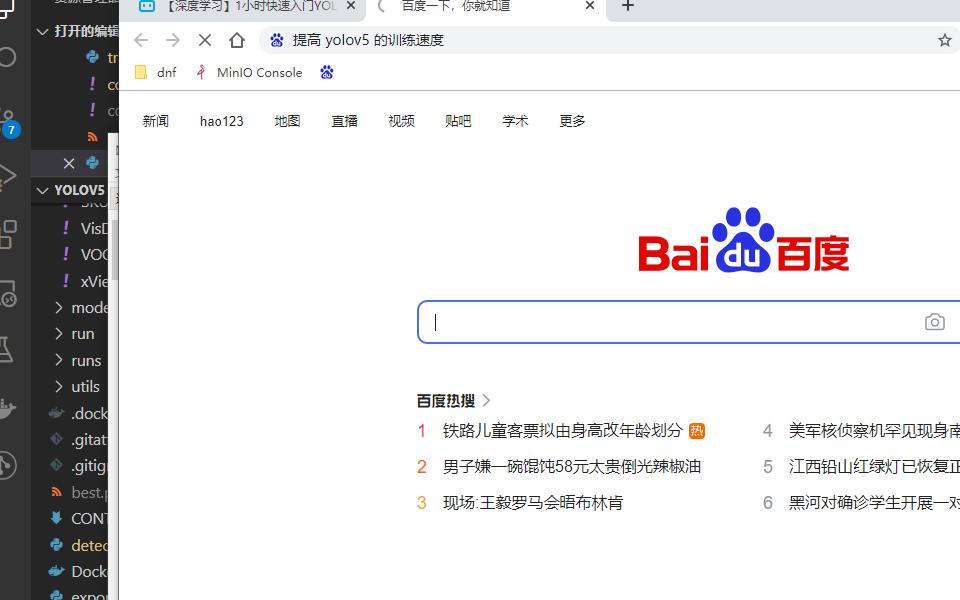 【深度学习】1小时快速入门YOL
百度一下，你就知道
提高 yolov5 的训练速度
dnf
MinIO Console
新闻
hao123
地图
直播
视频
贴吧
学术
更多
Bai du 百度
百度热搜
1 铁路儿童客票拟由身高改年龄划分 热
2 男子嫌一碗馄饨58元太贵倒光辣椒油
3 现场:王毅罗马会晤布林肯
4 美军核侦察机罕见现身南
5 江西铅山红绿灯已恢复正
6 黑河对确诊学生开展一对
资源管理器
打开的编辑
tr
co
co
7
YOLOV5
VisD
VOC
xVie
mode
run
runs
utils
.dock
.gitat
.gitig
best.p
CONT
detec
Dock
expor